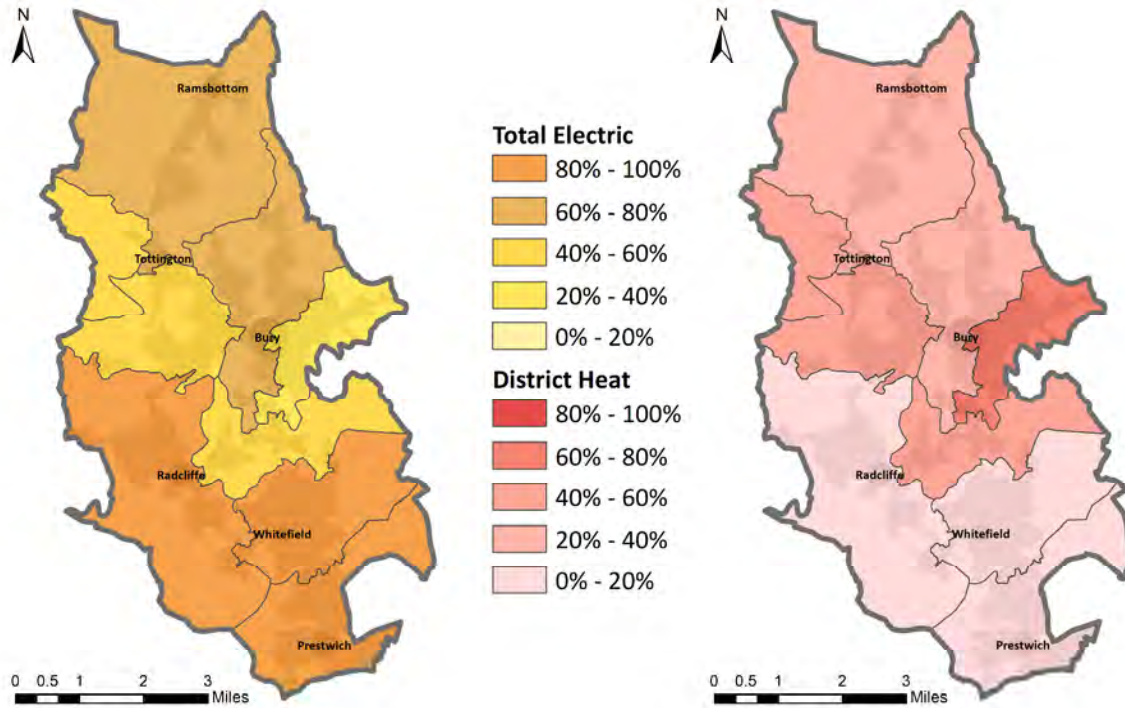 N
Ramsbottom
Tottington
Bury
Radcliffe
Whitefield
Prestwich
0 0.5 1 2 3
Miles
Total Electric
80% - 100%
60% - 80%
40% - 60%
20% - 40%
0% - 20%
District Heat
80% - 100%
60% - 80%
40% - 60%
20% - 40%
0% - 20%
N
Ramsbottom
Tottington
Bury
Radcliffe
Whitefield
Prestwich
0 0.5 1 2 3
Miles